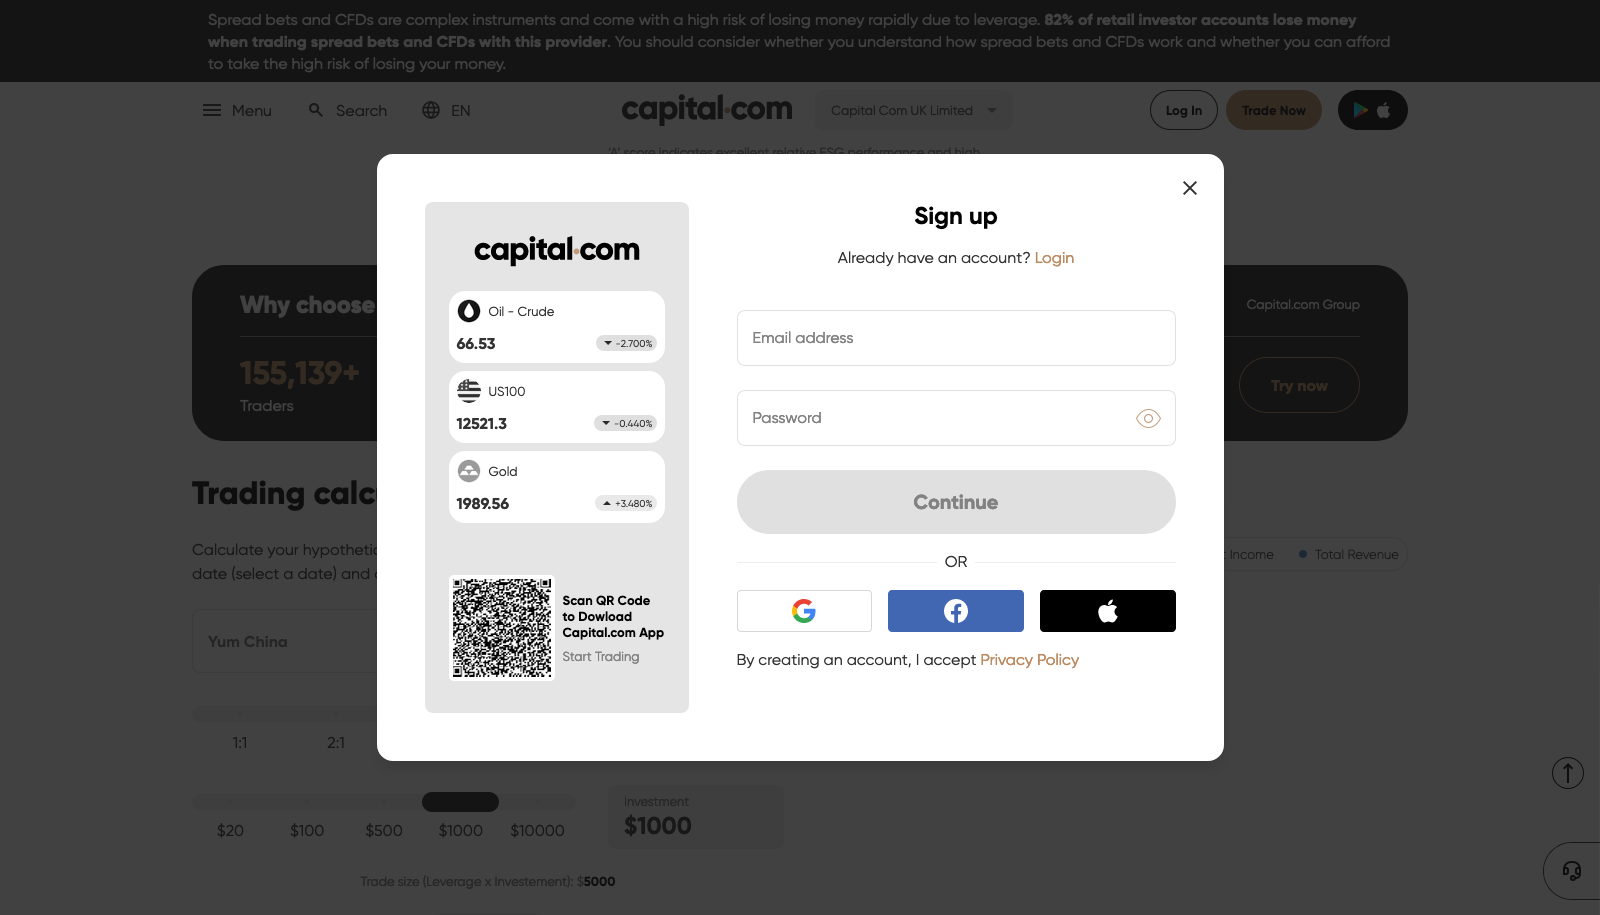 Spread bets and CFDs are complex instruments and come with a high risk of losing money rapidly due to leverage. 82% of retail investor accounts lose money
when trading spread bets and CFDs with this provider. You should consider whether you understand how spread bets and CFDs work and whether you can afford
to take the high risk of losing your money.
Menu
Search
EN
capital.com
Capital Com UK Limited
Log In
Trade Now
'A' score indicates excellent relative ESG performance and high
Why choose
155,139+
Traders
Capital.com Group
Try now
capital.com
Oil - Crude
66.53
-2.700%
US100
12521.3
-0.440%
Gold
1989.56
+3.480%
Scan QR Code
to Dowload
Capital.com App
Start Trading
Sign up
Already have an account? Login
Email address
Password
Continue
OR
By creating an account, I accept Privacy Policy
Trading calc
Calculate your hypothetic
date (select a date) and
Income
Total Revenue
Yum China
1:1
2:1
$20
$100
$500
$1000
$10000
Investment
$1000
Trade size (Leverage x Investement): $5000